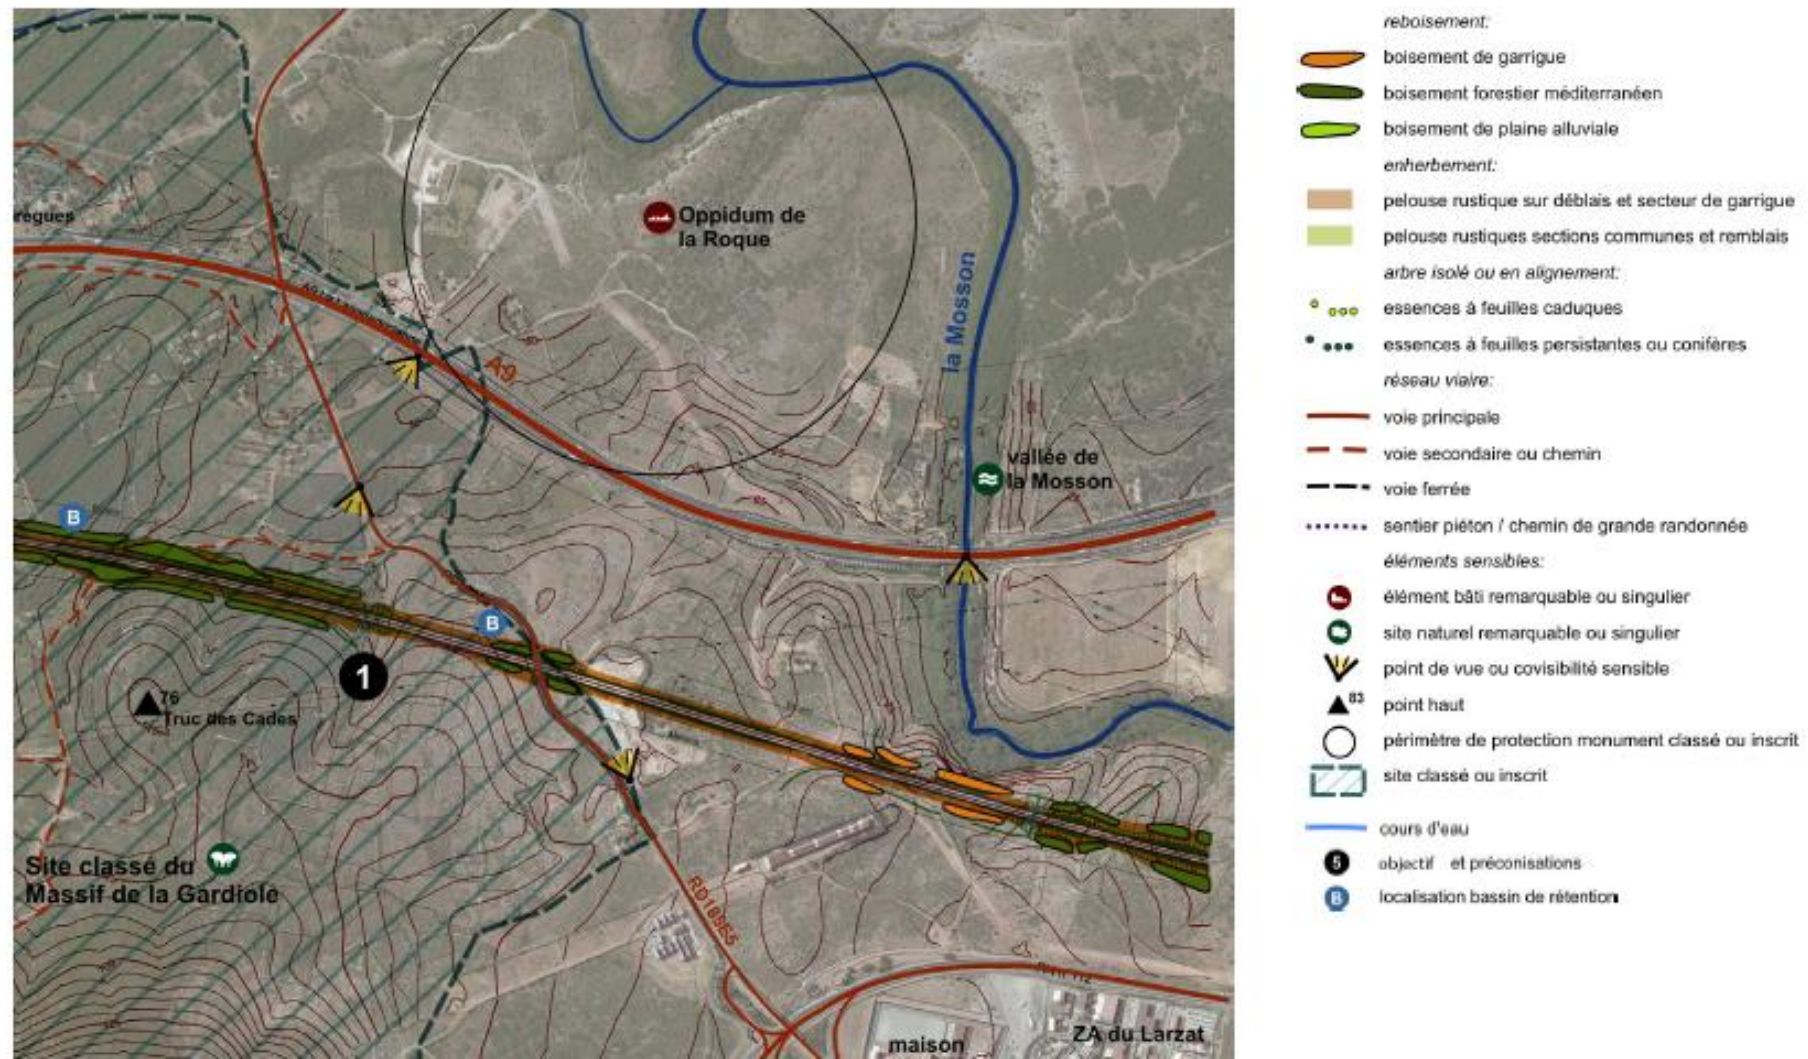 règues
Oppidum de
la Roque
la Mosson
A9
vallée de
la Mosson
B
B
1
76
Truc des Cades
Site classé du
Massif de la Gardiole
RD185E5
maison
ZA du Larzat
reboisement:
boisement de garrigue
boisement forestier méditerranéen
boisement de plaine alluviale
enherbement:
pelouse rustique sur déblais et secteur de garrigue
pelouse rustiques sections communes et remblais
arbre isolé ou en alignement:
essences à feuilles caduques
essences à feuilles persistantes ou conifères
réseau viaire:
voie principale
voie secondaire ou chemin
voie ferrée
sentier piéton / chemin de grande randonnée
éléments sensibles:
élément bâti remarquable ou singulier
site naturel remarquable ou singulier
point de vue ou covisibilité sensible
83
point haut
périmètre de protection monument classé ou inscrit
site classé ou inscrit
cours d'eau
5
objectif et préconisations
B
localisation bassin de rétention